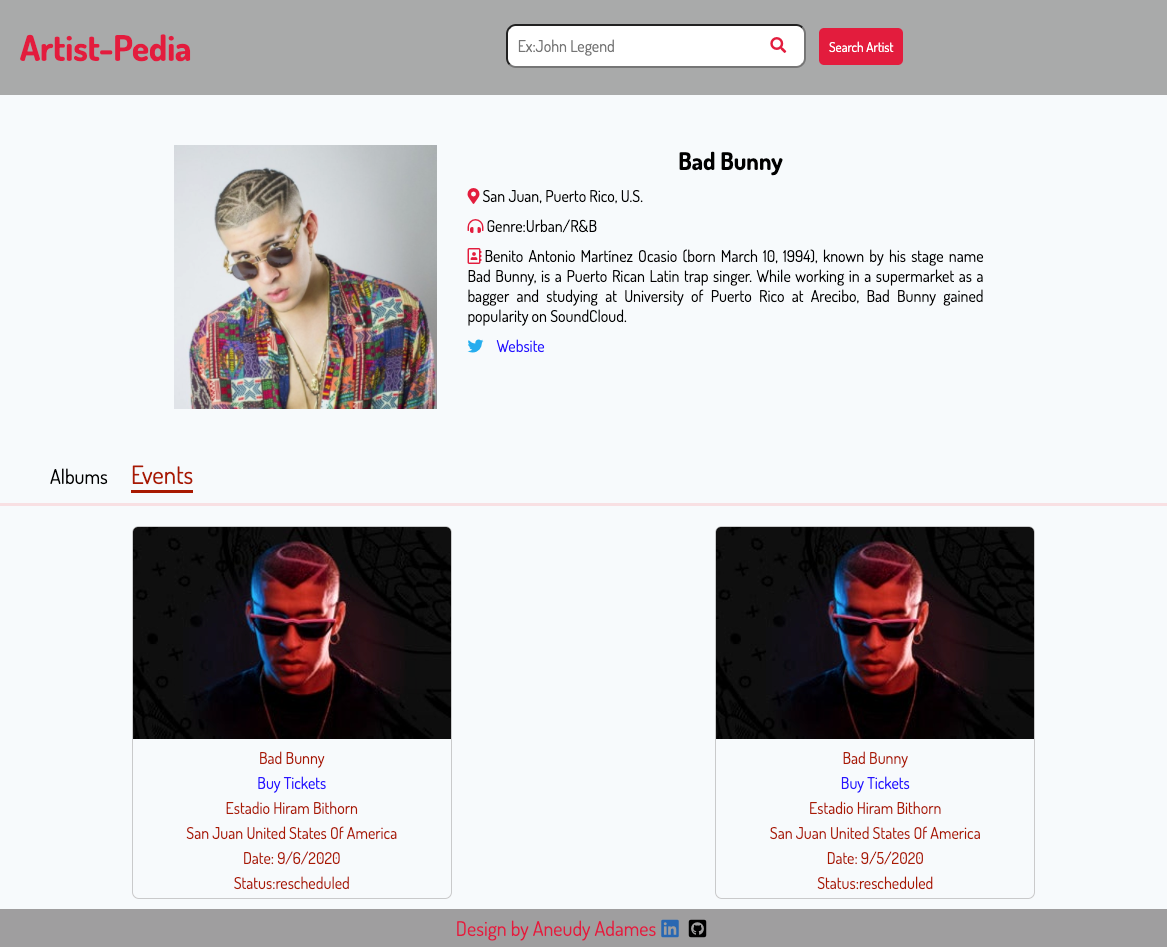 Artist-Pedia
Ex:John Legend
Search Artist
Bad Bunny
San Juan, Puerto Rico, U.S.
Genre:Urban/R&B
Benito Antonio Martínez Ocasio (born March 10, 1994), known by his stage name
Bad Bunny, is a Puerto Rican Latin trap singer. While working in a supermarket as a
bagger and studying at University of Puerto Rico at Arecibo, Bad Bunny gained
popularity on SoundCloud.
Website
Albums
Events
Bad Bunny
Buy Tickets
Estadio Hiram Bithorn
San Juan United States Of America
Date: 9/6/2020
Status:rescheduled
Bad Bunny
Buy Tickets
Estadio Hiram Bithorn
San Juan United States Of America
Date: 9/5/2020
Status:rescheduled
Design by Aneudy Adames